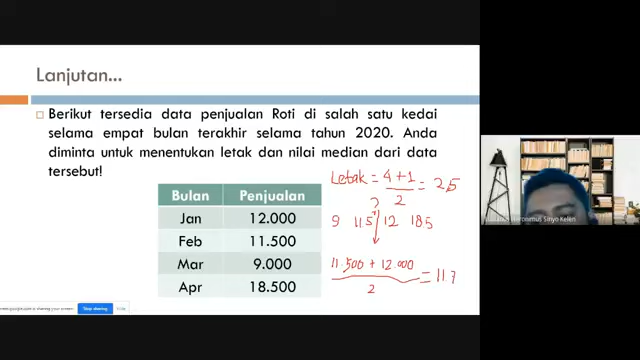 Lanjutan...
Berikut tersedia data penjualan Roti di salah satu kedai
selama empat bulan terakhir selama tahun 2020. Anda
diminta untuk menentukan letak dan nilai median dari data
tersebut!
Bulan Penjualan
Jan 12.000
Feb 11.500
Mar 9.000
Apr 18.500
Letak = 4 + 1 = 2,5
2
9 11.5 12 18.5
11.500 + 12.000 = 11.7
2
Sinyo Kelen
Stop sharing
Hide